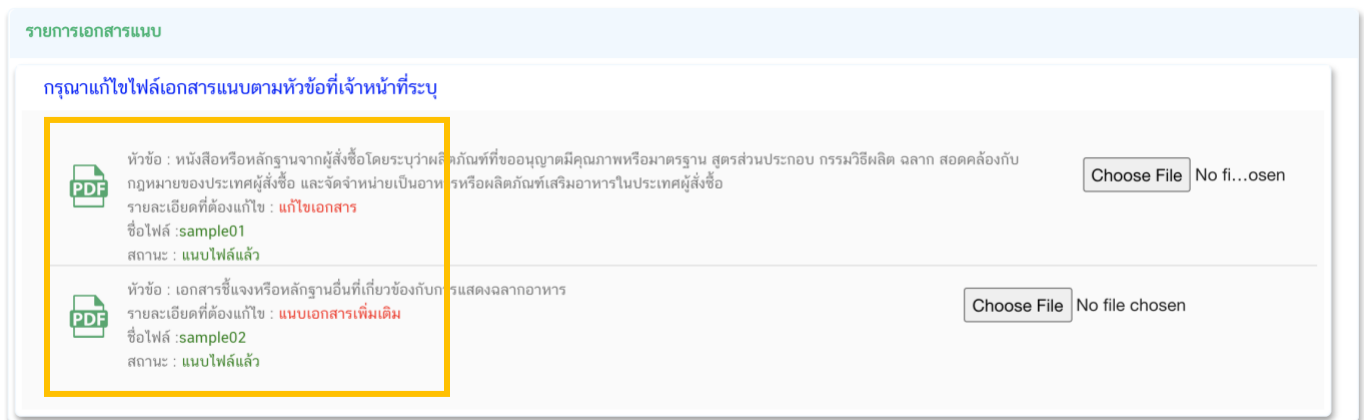 รายการเอกสารแนบ
กรุณาแก้ไขไฟล์เอกสารแนบตามหัวข้อที่เจ้าหน้าที่ระบุ
หัวข้อ : หนังสือหรือหลักฐานจากผู้สั่งซื้อโดยระบุว่าผลิตภัณฑ์ที่ขออนุญาตมีคุณภาพหรือมาตรฐาน สูตรส่วนประกอบ กรรมวิธีผลิต ฉลาก สอดคล้องกับ
กฎหมายของประเทศผู้สั่งซื้อ และจัดจำหน่ายเป็นอาหารหรือผลิตภัณฑ์เสริมอาหารในประเทศผู้สั่งซื้อ
PDF
Choose File No fi...osen
รายละเอียดที่ต้องแก้ไข : แก้ไขเอกสาร
ชื่อไฟล์ :sample01
สถานะ : แนบไฟล์แล้ว
หัวข้อ : เอกสารชี้แจงหรือหลักฐานอื่นที่เกี่ยวข้องกับการแสดงฉลากอาหาร
PDF
Choose File No file chosen
รายละเอียดที่ต้องแก้ไข : แนบเอกสารเพิ่มเติม
ชื่อไฟล์ :sample02
สถานะ : แนบไฟล์แล้ว